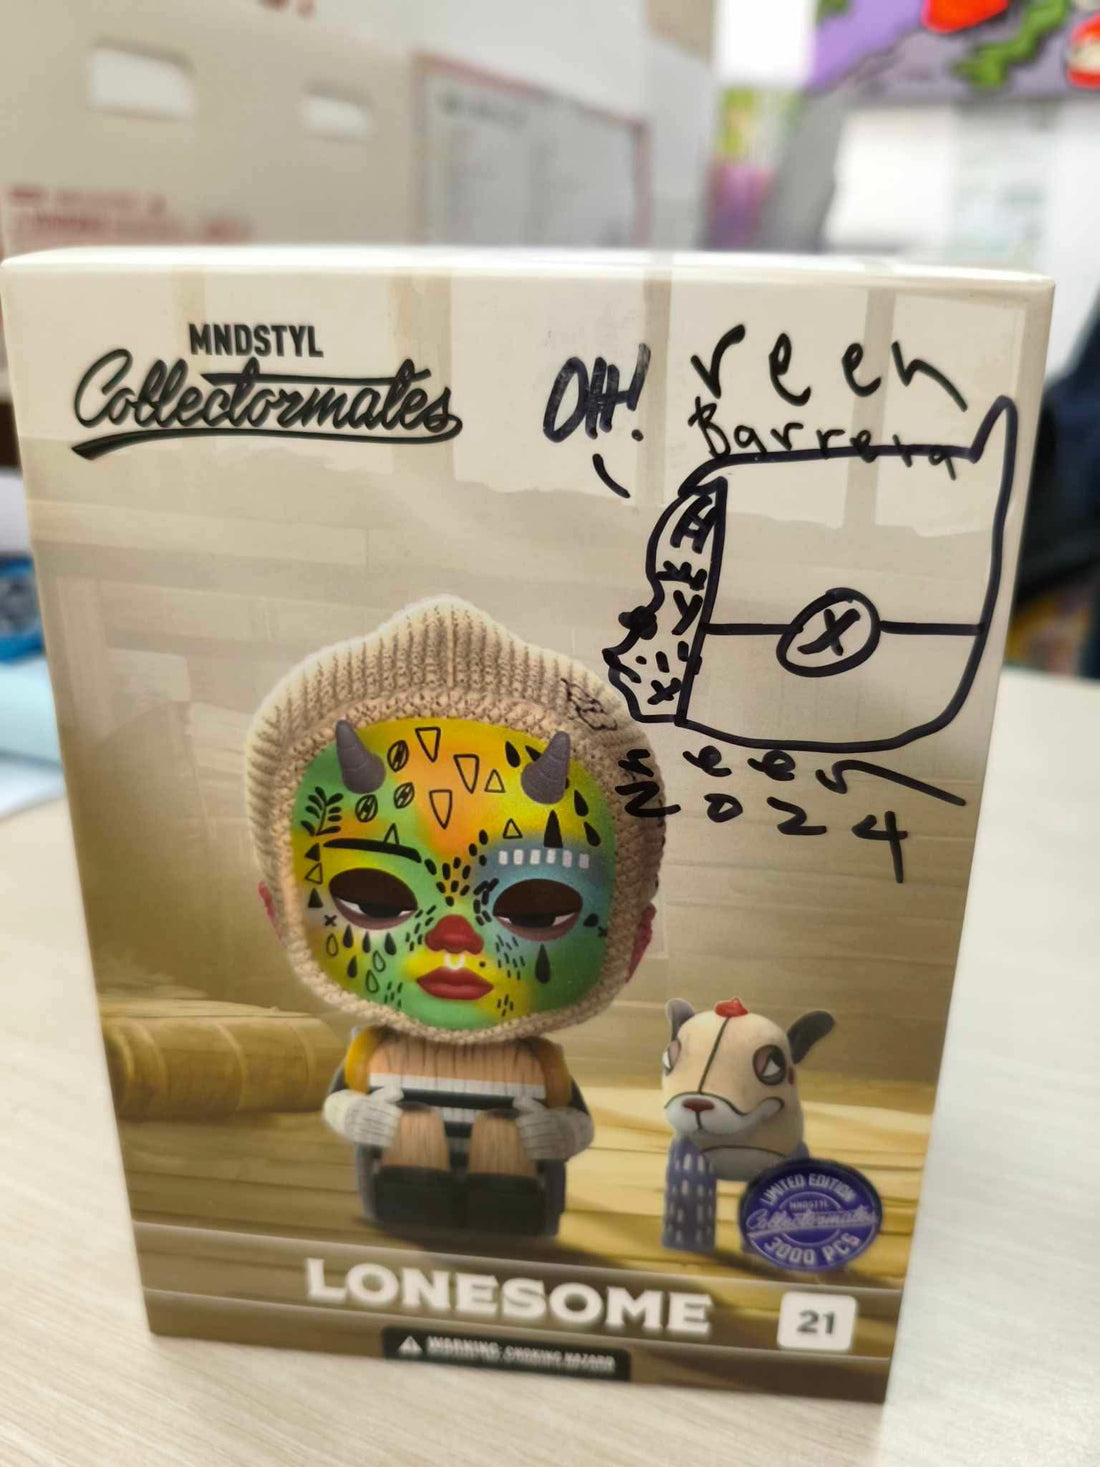 MNDSTYL
Collectormates
OH!
reen
Barrera
X
2024
LIMITED EDITION
MNDSTYL
Collectormates
3000 PCS
LONESOME
21
WARNING: CHOKING HAZARD